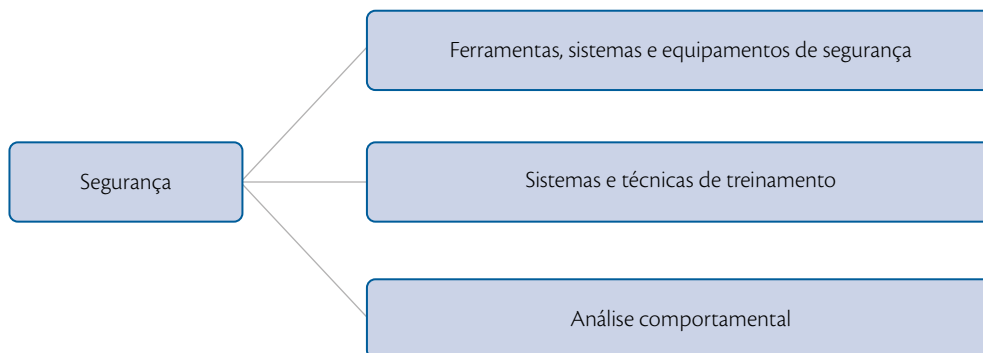 Ferramentas, sistemas e equipamentos de segurança
Segurança
Sistemas e técnicas de treinamento
Análise comportamental